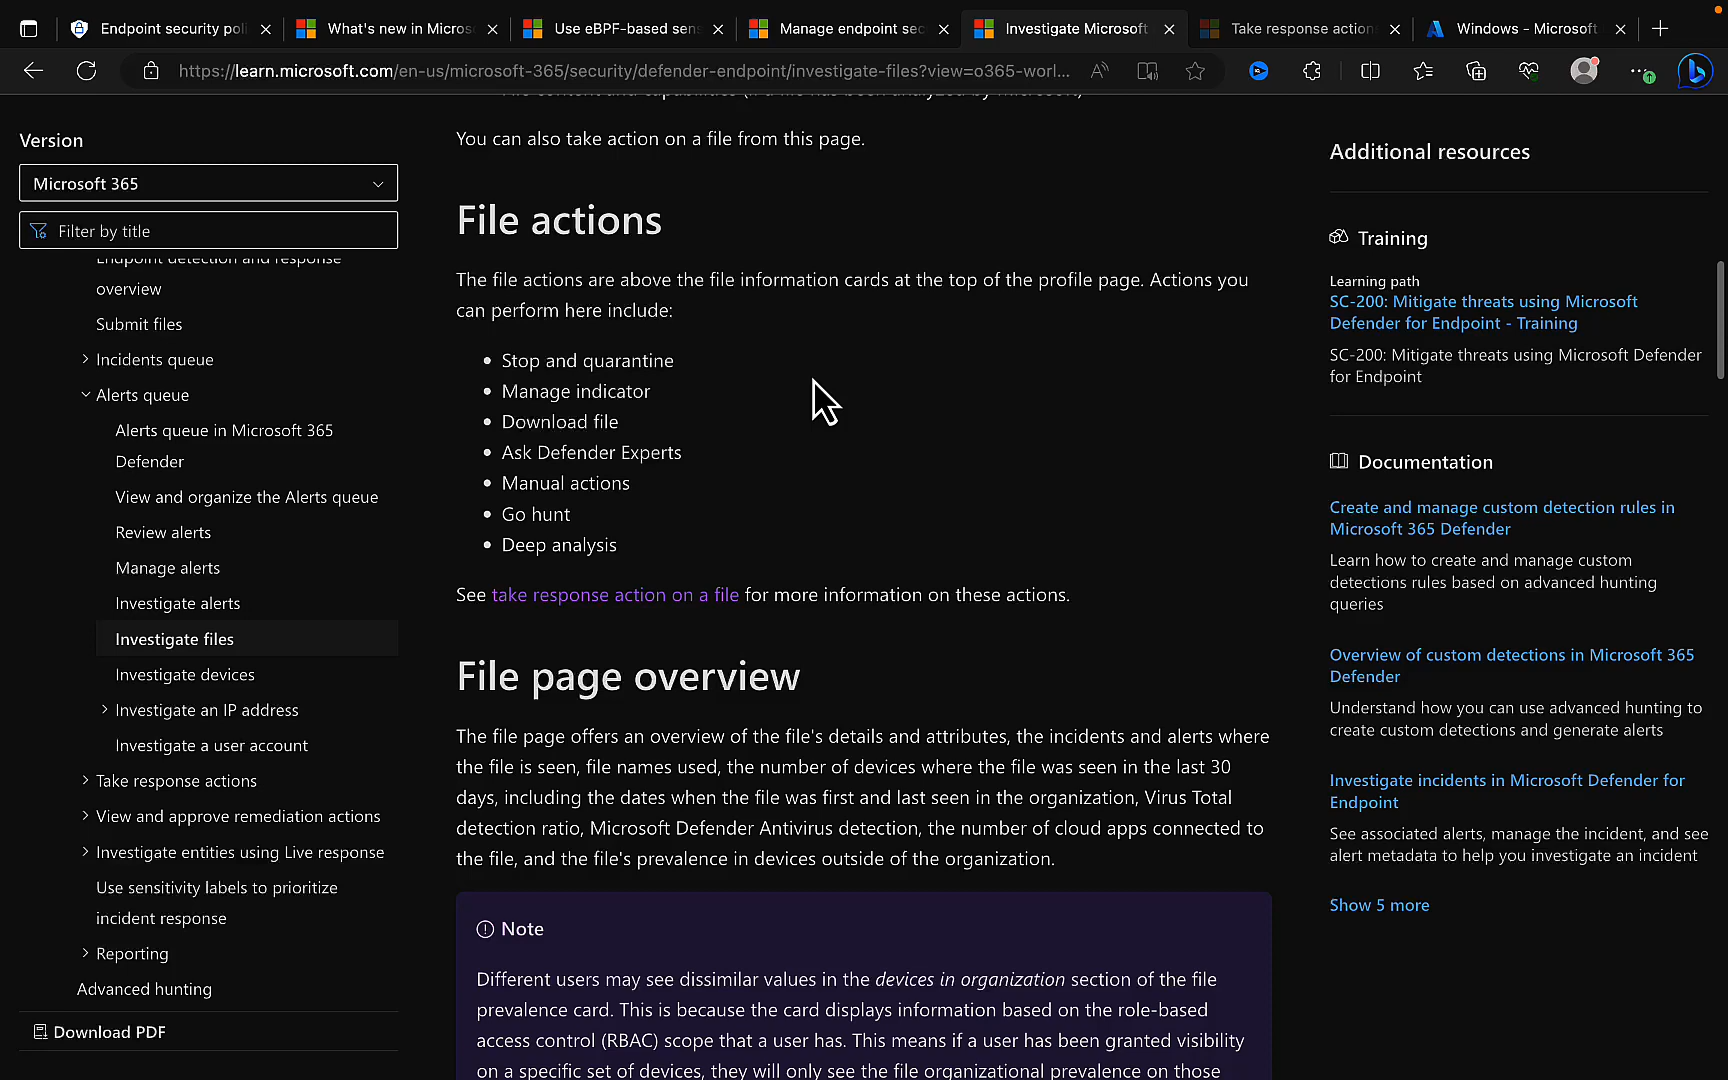 Endpoint security poli
What's new in Micros
Use eBPF-based sens
Manage endpoint sec
Investigate Microsoft
Take response action
Windows - Microsoft
https://learn.microsoft.com/en-us/microsoft-365/security/defender-endpoint/investigate-files?view=o365-worl...
Version
Microsoft 365
Filter by title
Endpoint detection and response
overview
Submit files
Incidents queue
Alerts queue
Alerts queue in Microsoft 365
Defender
View and organize the Alerts queue
Review alerts
Manage alerts
Investigate alerts
Investigate files
Investigate devices
Investigate an IP address
Investigate a user account
Take response actions
View and approve remediation actions
Investigate entities using Live response
Use sensitivity labels to prioritize
incident response
Reporting
Advanced hunting
Download PDF
File content and capabilities (if a file has been analyzed by Microsoft)
You can also take action on a file from this page.
File actions
The file actions are above the file information cards at the top of the profile page. Actions you
can perform here include:
• Stop and quarantine
• Manage indicator
• Download file
• Ask Defender Experts
• Manual actions
• Go hunt
• Deep analysis
See take response action on a file for more information on these actions.
File page overview
The file page offers an overview of the file's details and attributes, the incidents and alerts where
the file is seen, file names used, the number of devices where the file was seen in the last 30
days, including the dates when the file was first and last seen in the organization, Virus Total
detection ratio, Microsoft Defender Antivirus detection, the number of cloud apps connected to
the file, and the file's prevalence in devices outside of the organization.
Note
Different users may see dissimilar values in the devices in organization section of the file
prevalence card. This is because the card displays information based on the role-based
access control (RBAC) scope that a user has. This means if a user has been granted visibility
on a specific set of devices, they will only see the file organizational prevalence on those
Additional resources
Training
Learning path
SC-200: Mitigate threats using Microsoft
Defender for Endpoint - Training
SC-200: Mitigate threats using Microsoft Defender
for Endpoint
Documentation
Create and manage custom detection rules in
Microsoft 365 Defender
Learn how to create and manage custom
detections rules based on advanced hunting
queries
Overview of custom detections in Microsoft 365
Defender
Understand how you can use advanced hunting to
create custom detections and generate alerts
Investigate incidents in Microsoft Defender for
Endpoint
See associated alerts, manage the incident, and see
alert metadata to help you investigate an incident
Show 5 more